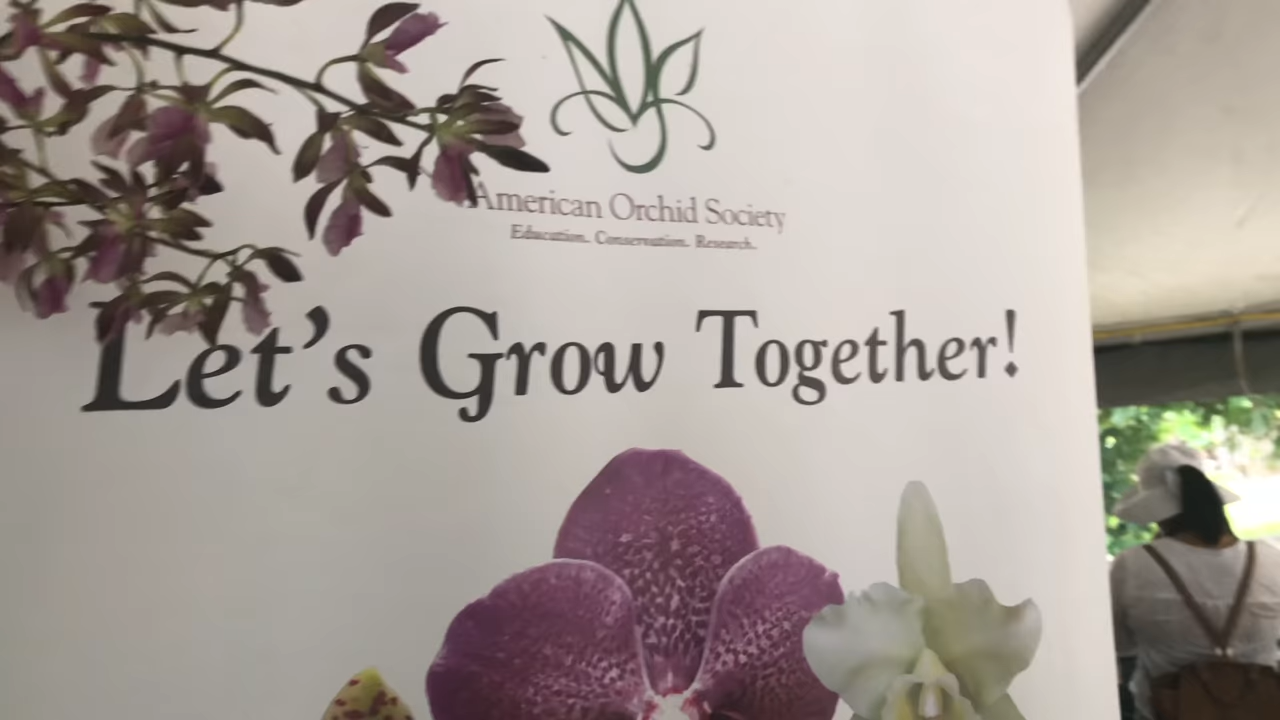 American Orchid Society
Education. Conservation. Research.
Let's Grow Together!